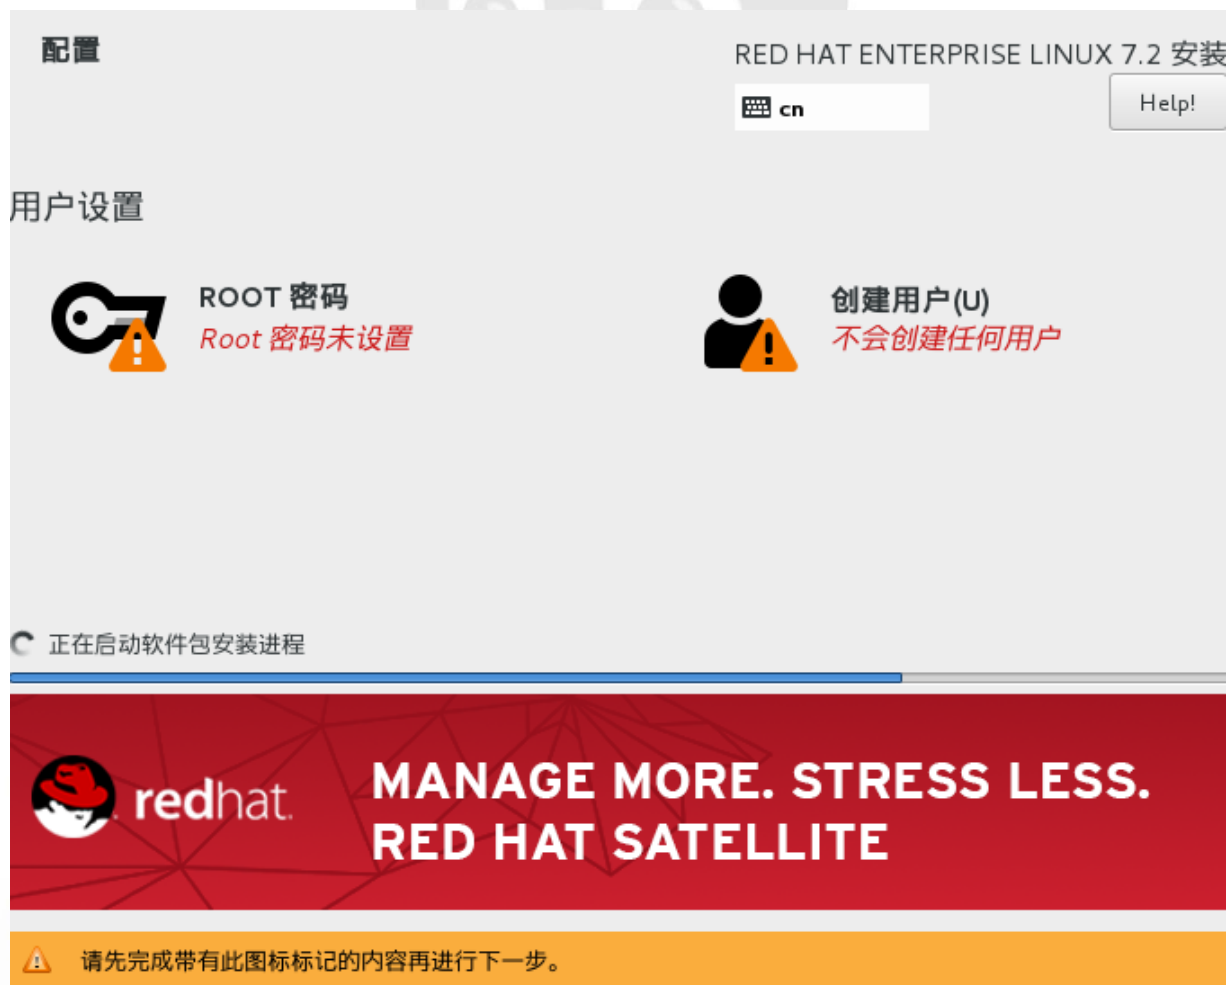 配置
RED HAT ENTERPRISE LINUX 7.2 安装
cn
Help!
用户设置
ROOT 密码
Root 密码未设置
创建用户(U)
不会创建任何用户
正在启动软件包安装进程
redhat.
MANAGE MORE. STRESS LESS.
RED HAT SATELLITE
请先完成带有此图标标记的内容再进行下一步。